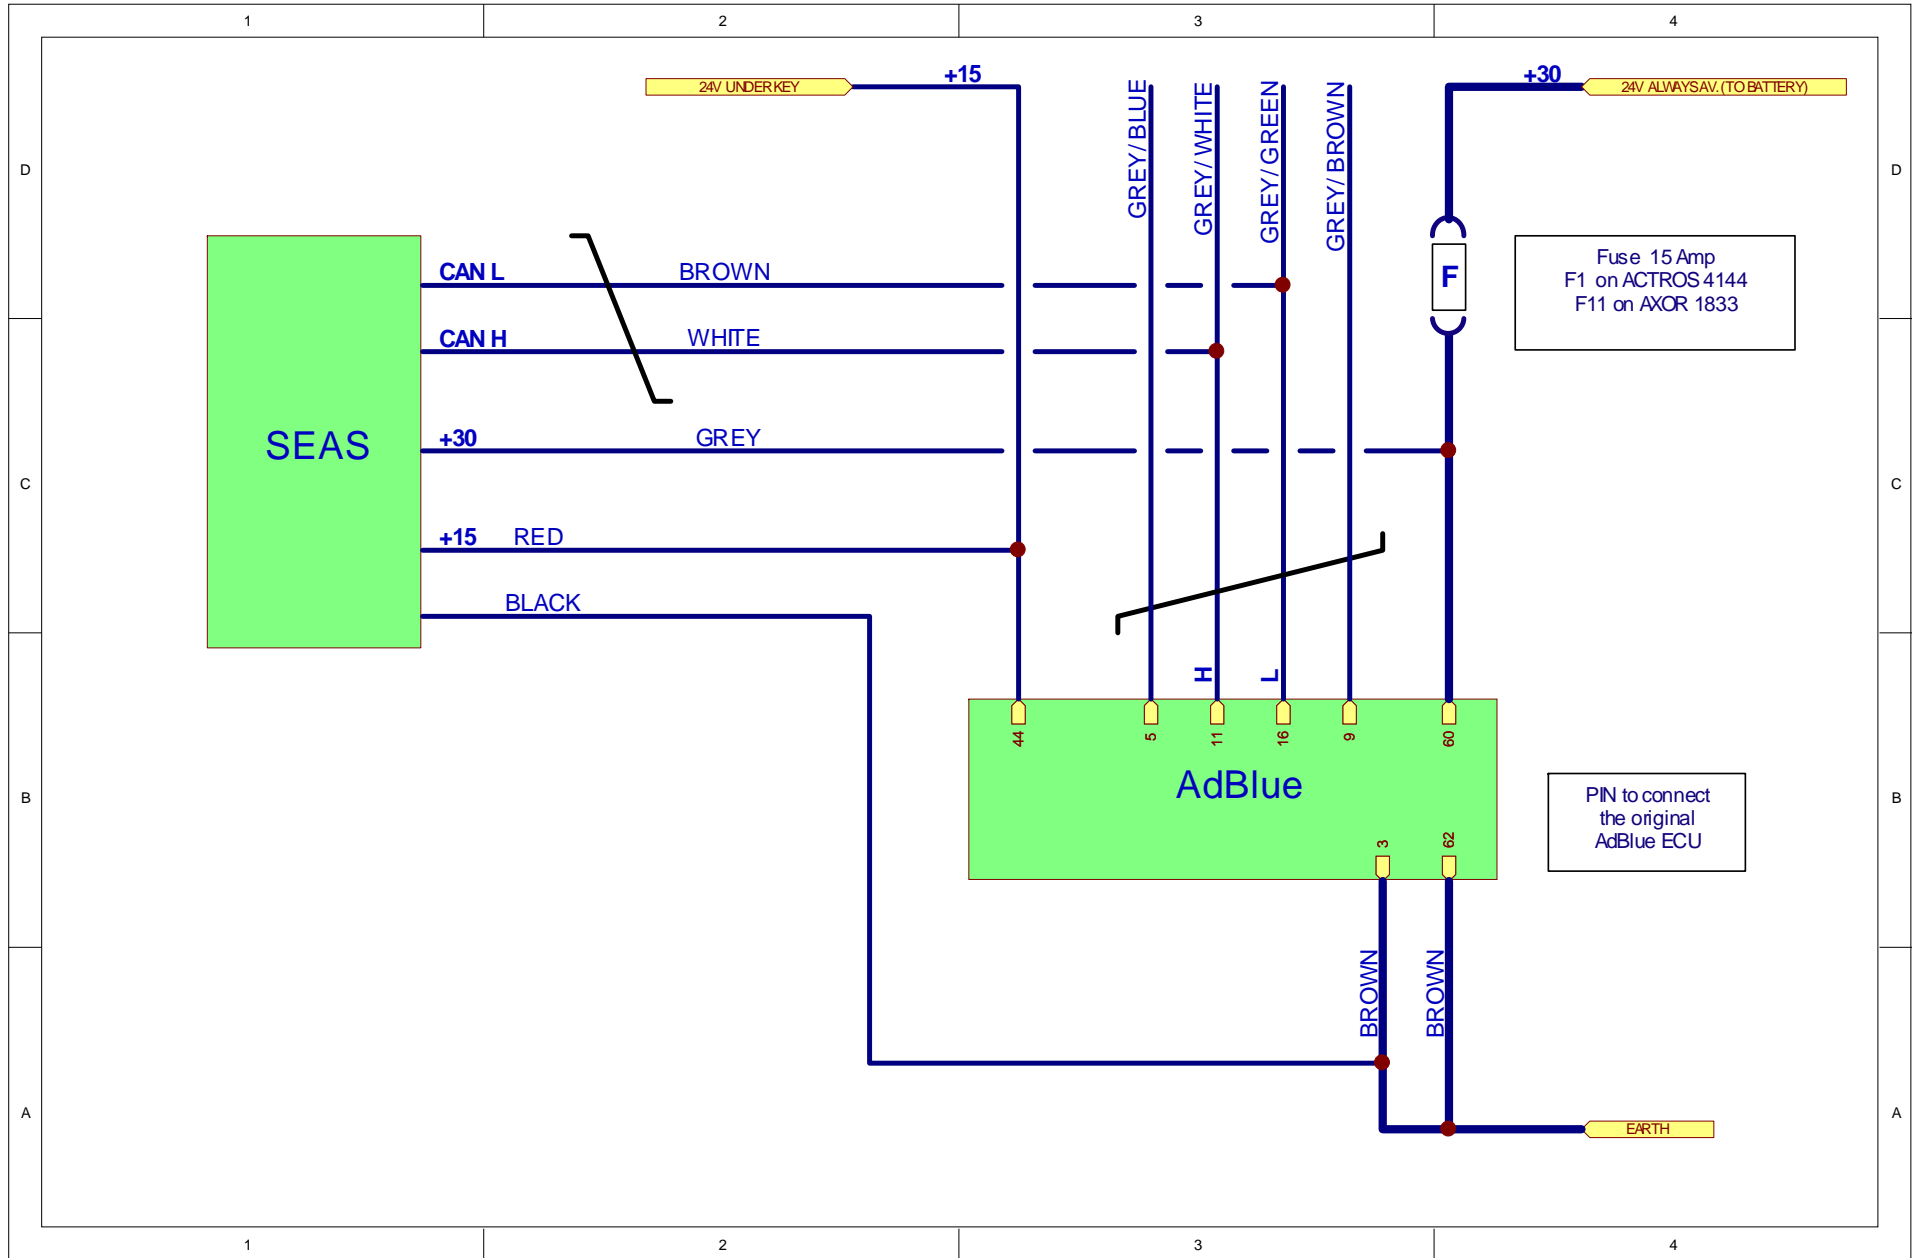 1 2 3 4
24V UNDERKEY +15 +30 24V ALWAYSAV. (TO BATTERY)
GREY/BLUE
GREY/WHITE
GREY/GREEN
GREY/BROWN
D D
F
Fuse 15 Amp
F1 on ACTROS 4144
F11 on AXOR 1833
CAN L BROWN
CAN H WHITE
SEAS
+30 GREY
C C
+15 RED
BLACK
H L
44 5 11 16 9 60
AdBlue
B B
PIN to connect
the original
AdBlue ECU
3 62
BROWN
BROWN
A A
EARTH
1 2 3 4